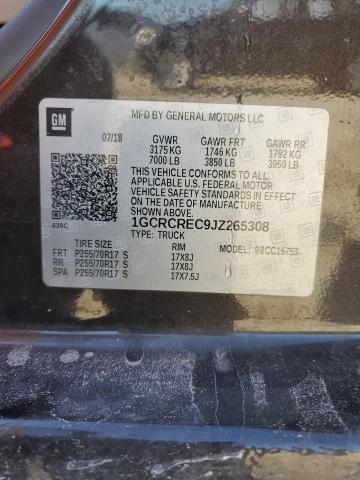 GM
MFD BY GENERAL MOTORS LLC
02/18 GVWR GAWR FRT GAWR RR
3175 KG 1746 KG 1792 KG
7000 LB 3850 LB 3950 LB
THIS VEHICLE CONFORMS TO ALL
APPLICABLE U.S. FEDERAL MOTOR
VEHICLE SAFETY STANDARDS IN EFFECT
ON THE DATE OF MANUFACTURE SHOWN ABOVE.
439C
1GCRCREC9JZ265308
TYPE: TRUCK
MODEL: 98CC15753
TIRE SIZE RIM
FRT P255/70R17 S 17X8J
RR P255/70R17 S 17X8J
SPA P255/70R17 S 17X7.5J